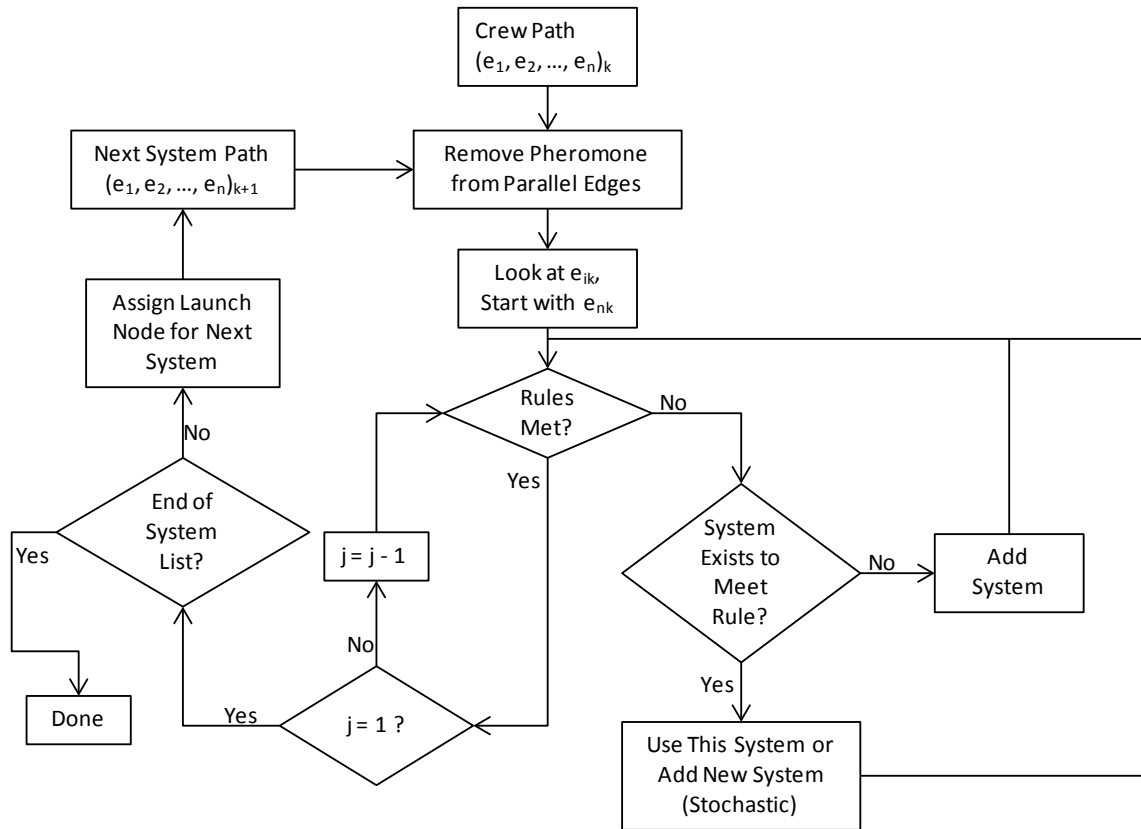 Crew Path
(e₁, e₂, …, eₙ)ₖ
Next System Path
(e₁, e₂, …, eₙ)ₖ₊₁
Remove Pheromone
from Parallel Edges
Look at eᵢₖ,
Start with eₙₖ
Assign Launch
Node for Next
System
Rules
Met?
No
Yes
No
End of
System
List?
Yes
j = j - 1
System
Exists to
Meet
Rule?
No
Add
System
No
Yes
Done
Yes
j = 1 ?
Use This System or
Add New System
(Stochastic)